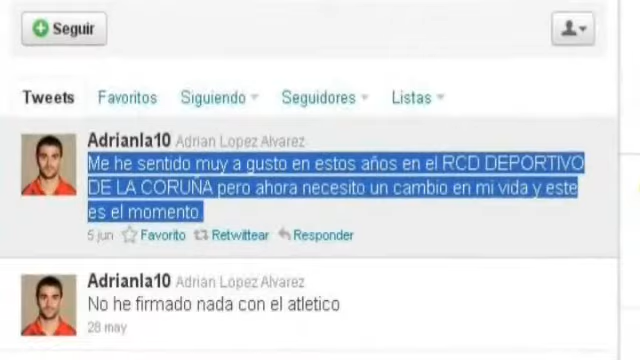 Seguir
Tweets Favoritos Siguiendo Seguidores Listas
Adrianla10 Adrian Lopez Alvarez
Me he sentido muy a gusto en estos años en el RCD DEPORTIVO
DE LA CORUÑA pero ahora necesito un cambio en mi vida y este
es el momento
5 jun Favorito Retwittear Responder
Adrianla10 Adrian Lopez Alvarez
No he firmado nada con el atletico
28 may